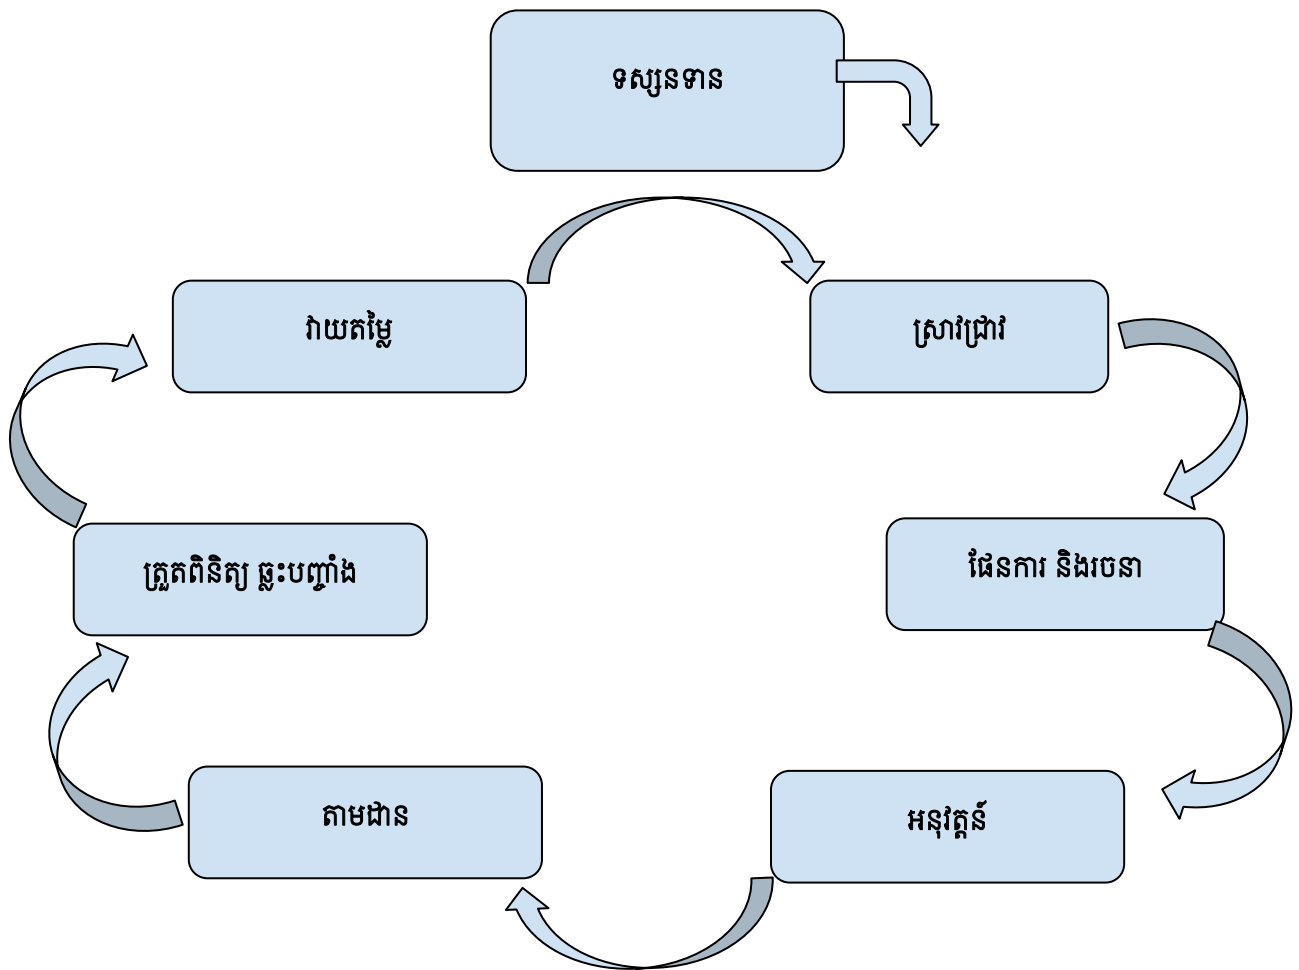 ទស្សនទាន
វាយតម្លៃ
ស្រាវជ្រាវ
ត្រួតពិនិត្យ ឆ្លុះបញ្ចាំង
ផែនការ និងរចនា
តាមដាន
អនុវត្តន៍